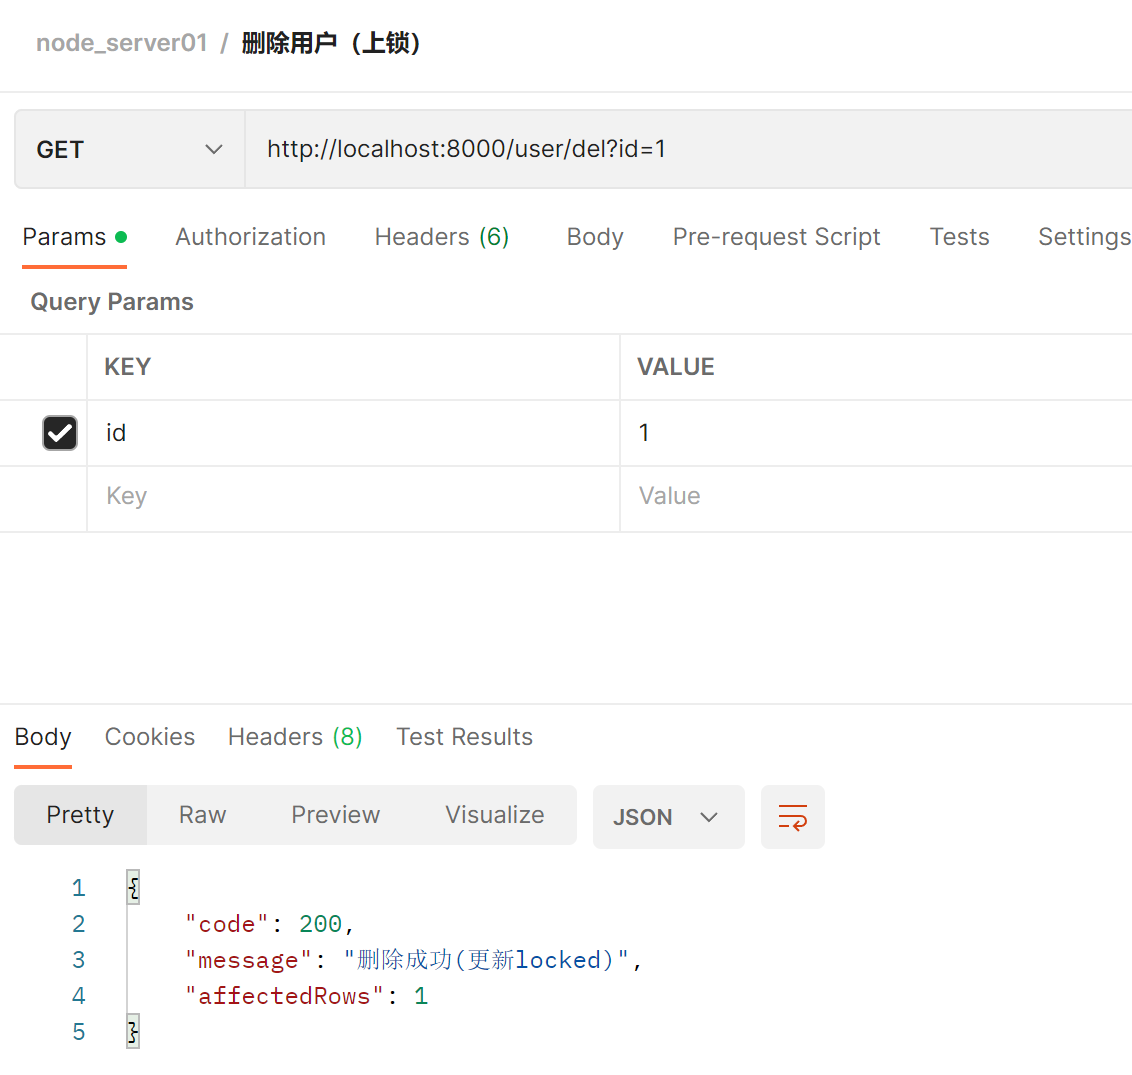 node_server01 / 删除用户（上锁）
GET http://localhost:8000/user/del?id=1
Params Authorization Headers (6) Body Pre-request Script Tests Settings
Query Params
KEY VALUE
id 1
Key Value
Body Cookies Headers (8) Test Results
Pretty Raw Preview Visualize JSON
1 {
2 "code": 200,
3 "message": "删除成功(更新locked)",
4 "affectedRows": 1
5 }